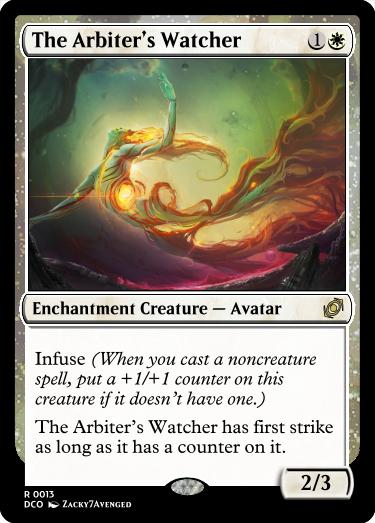 The Arbiter's Watcher 1
Enchantment Creature — Avatar
Infuse (When you cast a noncreature
spell, put a +1/+1 counter on this
creature if it doesn't have one.)
The Arbiter's Watcher has first strike
as long as it has a counter on it.
2/3
R 0013
DCO Zacky7Avenged